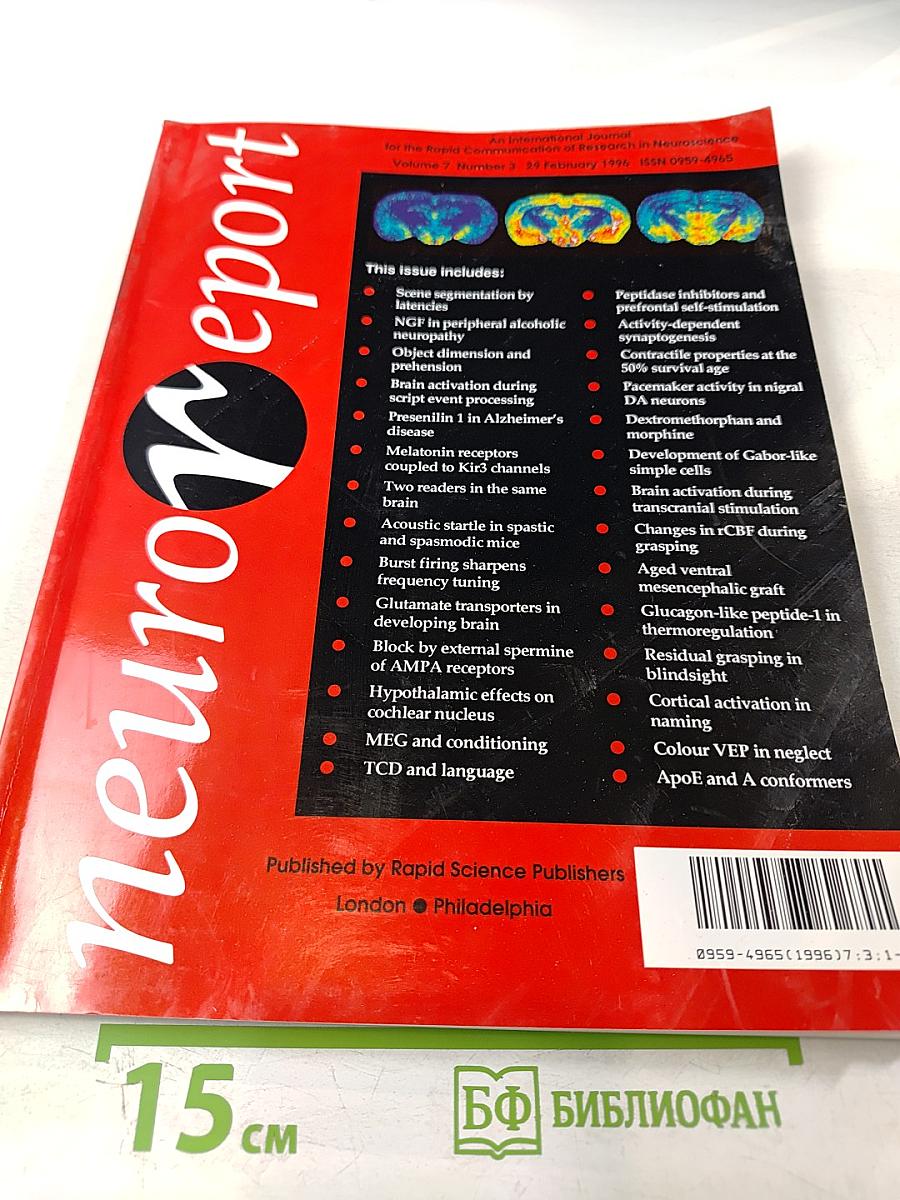 neuroreport
An International Journal
for the Rapid Communication of Research in Neuroscience
Volume 7 Number 3 29 February 1996 ISSN 0959-4965
This issue includes:
Scene segmentation by
latencies
NGF in peripheral alcoholic
neuropathy
Object dimension and
prehension
Brain activation during
script event processing
Presenilin 1 in Alzheimer's
disease
Melatonin receptors
coupled to Kir3 channels
Two readers in the same
brain
Acoustic startle in spastic
and spasmodic mice
Burst firing sharpens
frequency tuning
Glutamate transporters in
developing brain
Block by external spermine
of AMPA receptors
Hypothalamic effects on
cochlear nucleus
MEG and conditioning
TCD and language
Peptidase inhibitors and
prefrontal self-stimulation
Activity-dependent
synaptogenesis
Contractile properties at the
50% survival age
Pacemaker activity in nigral
DA neurons
Dextromethorphan and
morphine
Development of Gabor-like
simple cells
Brain activation during
transcranial stimulation
Changes in rCBF during
grasping
Aged ventral
mesencephalic graft
Glucagon-like peptide-1 in
thermoregulation
Residual grasping in
blindsight
Cortical activation in
naming
Colour VEP in neglect
ApoE and A conformers
Published by Rapid Science Publishers
London ● Philadelphia
0959-4965(1996)7:3;1-
15 см
БФ БИБЛИОФАН